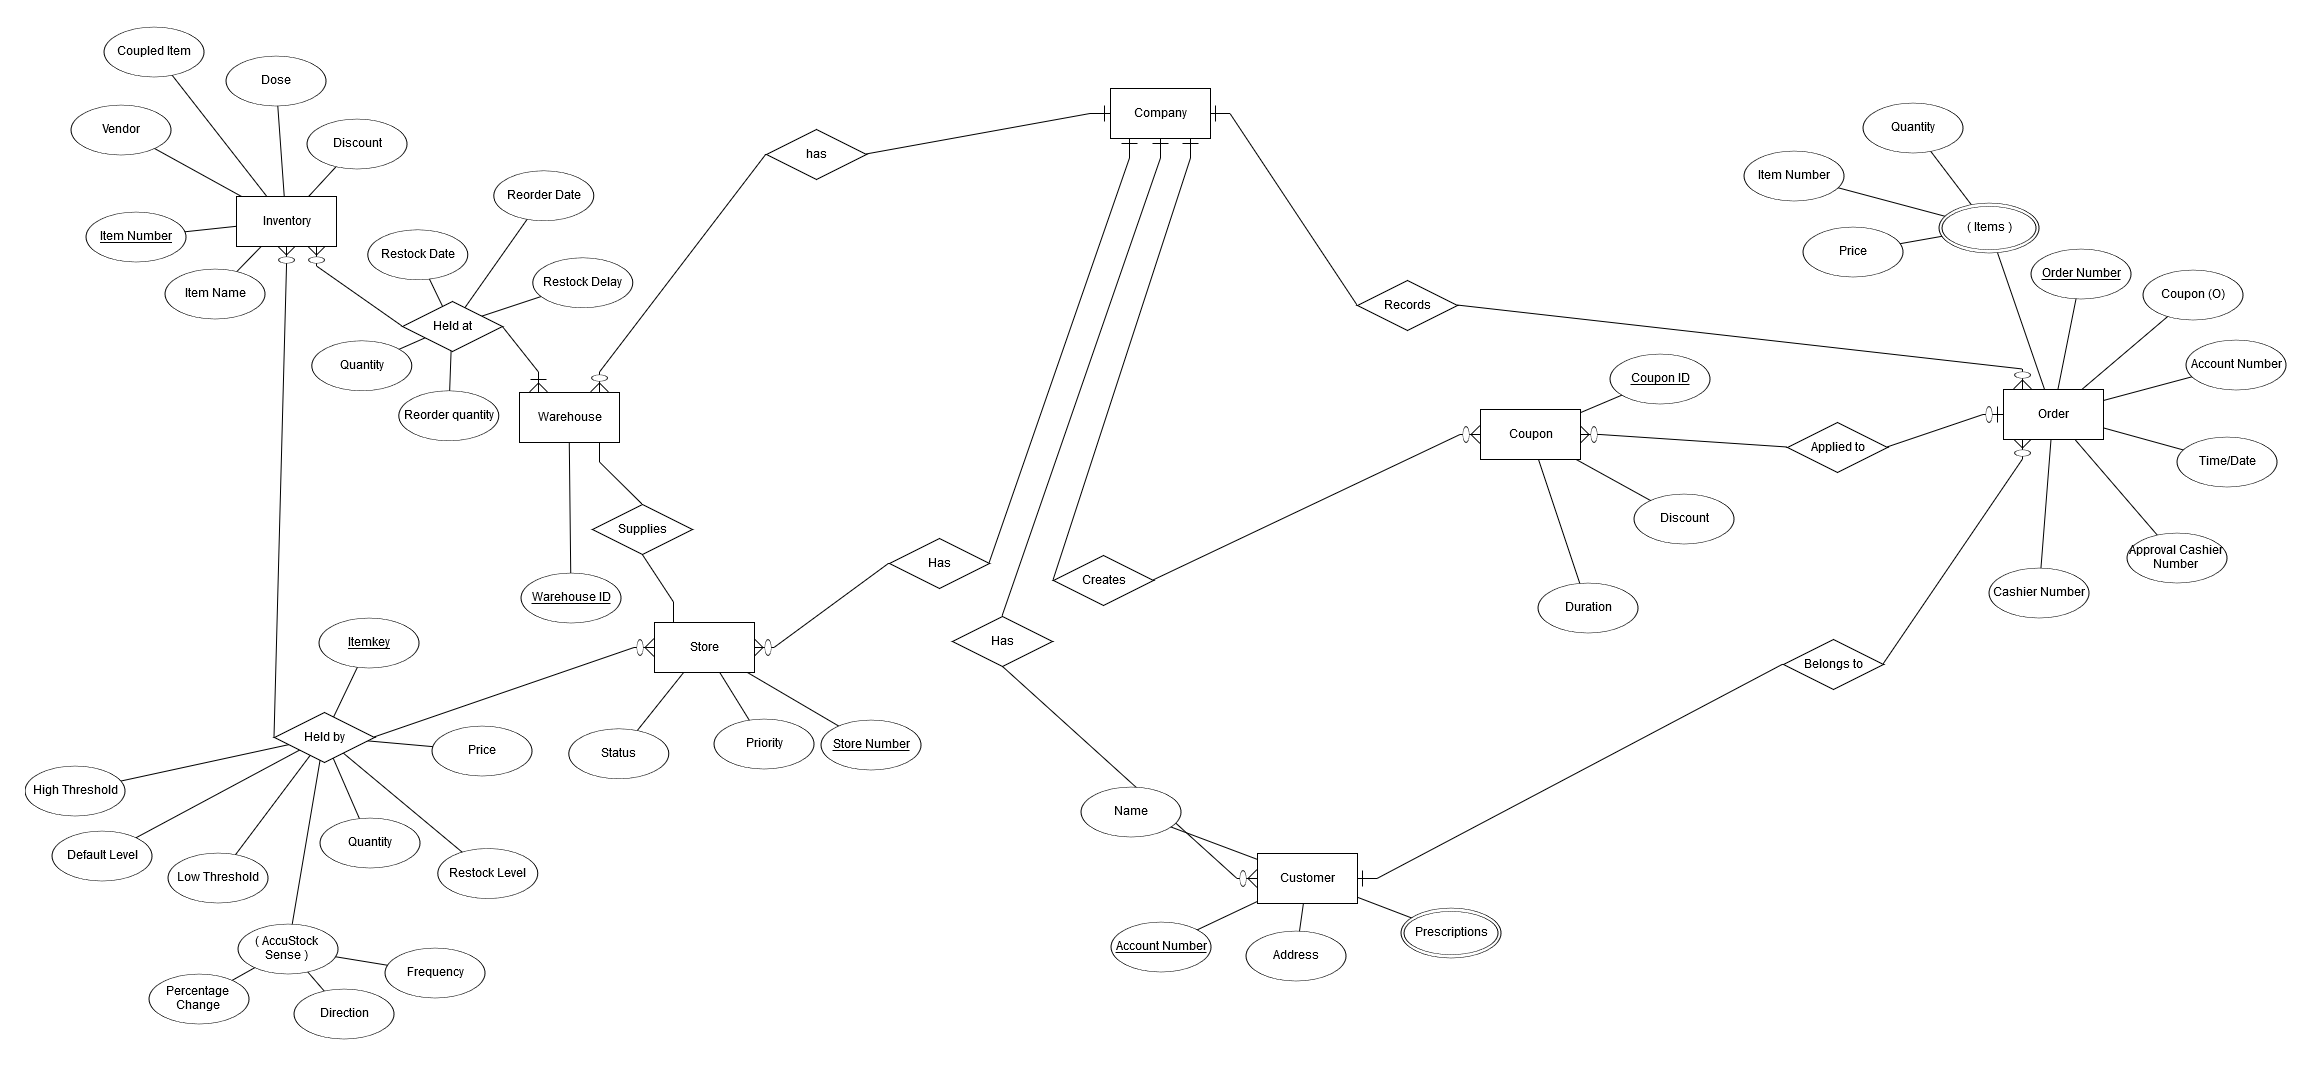 Coupled Item
Dose
Vendor
Discount
Inventory
Item Number
Item Name
Reorder Date
Restock Date
Restock Delay
Held at
Quantity
Reorder quantity
has
Company
Warehouse
Supplies
Warehouse ID
Has
Has
Creates
Records
Quantity
Item Number
( Items )
Price
Order Number
Coupon (O)
Account Number
Order
Time/Date
Approval Cashier
Number
Cashier Number
Coupon ID
Coupon
Applied to
Discount
Duration
Belongs to
Itemkey
Store
Status
Priority
Store Number
Held by
Price
High Threshold
Default Level
Low Threshold
Quantity
Restock Level
( AccuStock
Sense )
Frequency
Percentage
Change
Direction
Name
Customer
Account Number
Address
Prescriptions